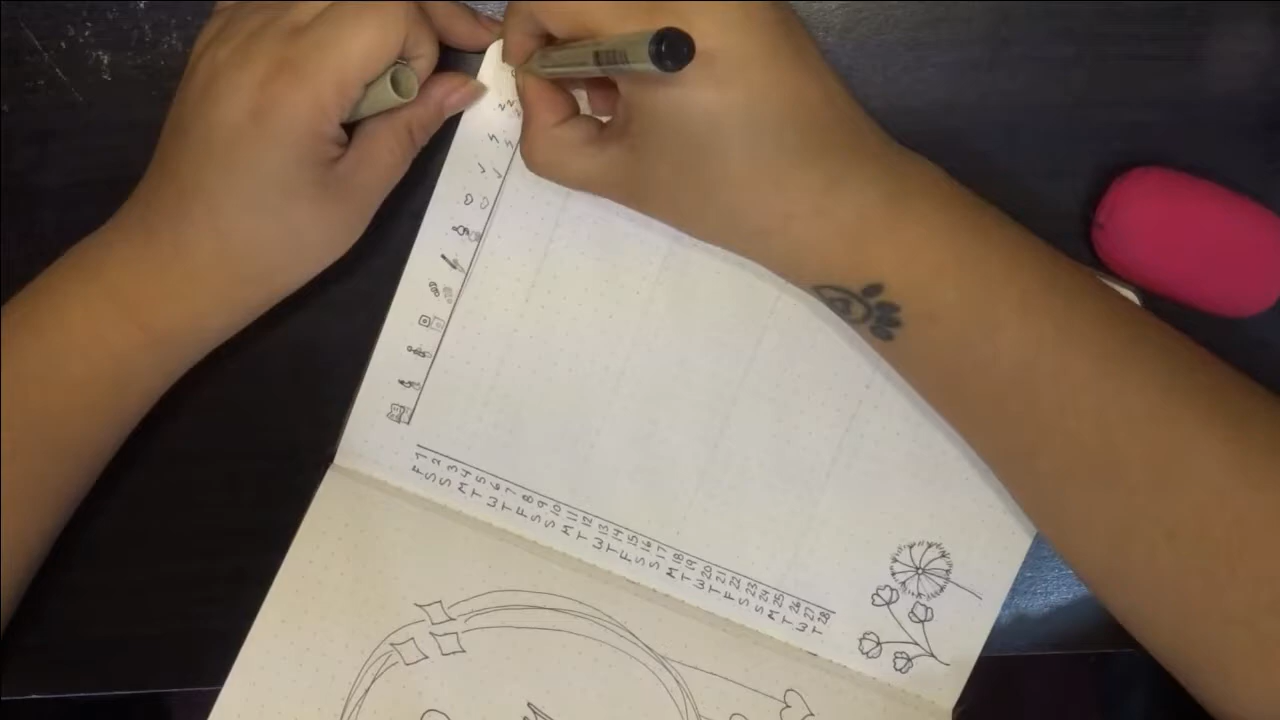 F 1
S 2
S 3
M 4
T 5
W 6
T 7
F 8
S 9
S 10
M 11
T 12
W 13
T 14
F 15
S 16
S 17
M 18
T 19
W 20
T 21
F 22
S 23
S 24
M 25
T 26
W 27
T 28